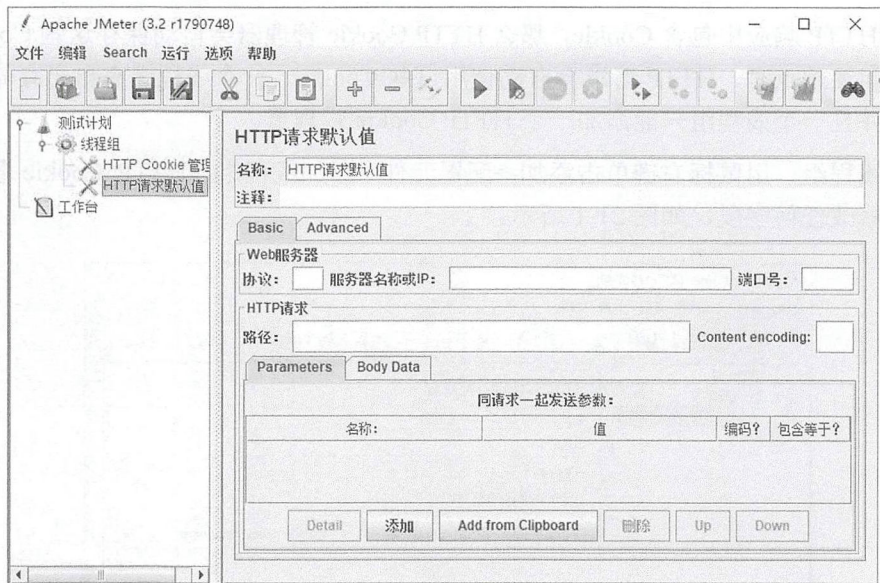 Apache JMeter (3.2 r1790748)
文件 编辑 Search 运行 选项 帮助
测试计划
线程组
HTTP Cookie 管理
HTTP请求默认值
工作台
HTTP请求默认值
名称： HTTP请求默认值
注释：
Basic Advanced
Web服务器
协议： 服务器名称或IP： 端口号：
HTTP请求
路径： Content encoding:
Parameters Body Data
同请求一起发送参数：
名称： 值 编码? 包含等于?
Detail 添加 Add from Clipboard 删除 Up Down